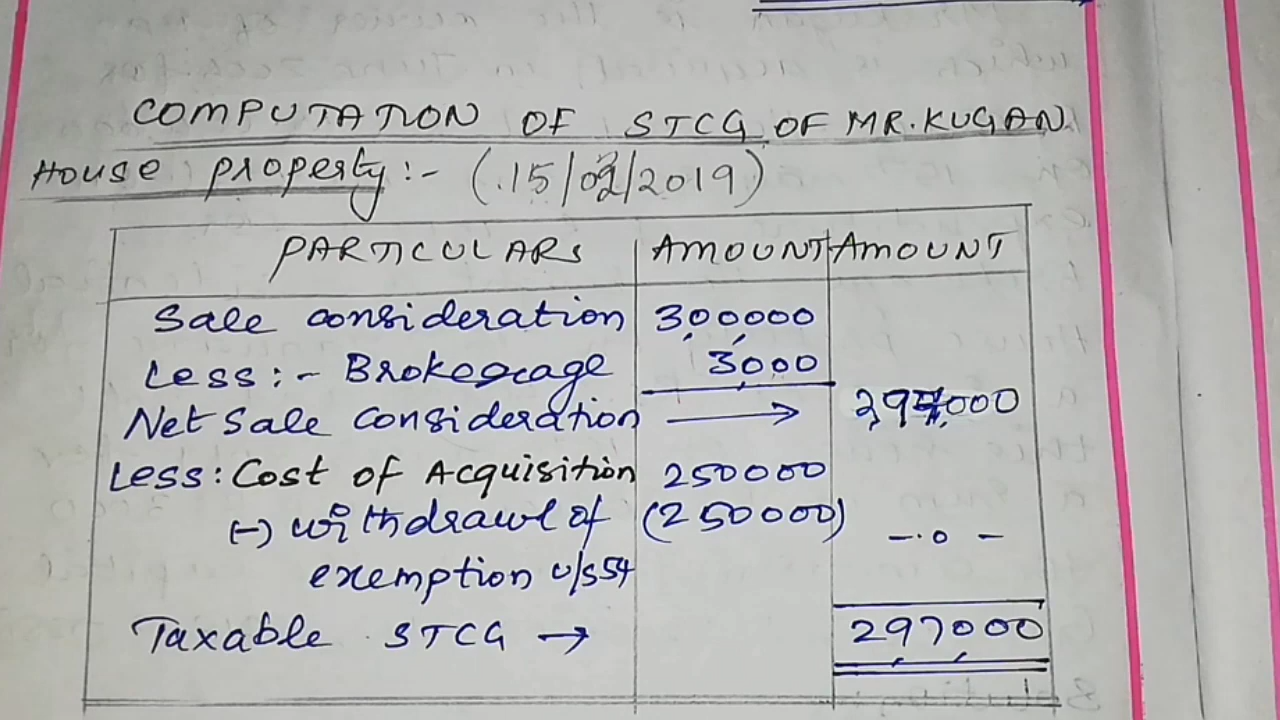 COMPUTATION OF STCG OF MR. KUGAN
House property:- (15/02/2019)
PARTICULARS AMOUNT AMOUNT
Sale consideration 300000
Less:- Brokerage 3000
Net Sale consideration → 297000
Less: Cost of Acquisition 250000
(-) withdrawl of (250000) -.0-
exemption u/s54
Taxable STCG → 297000